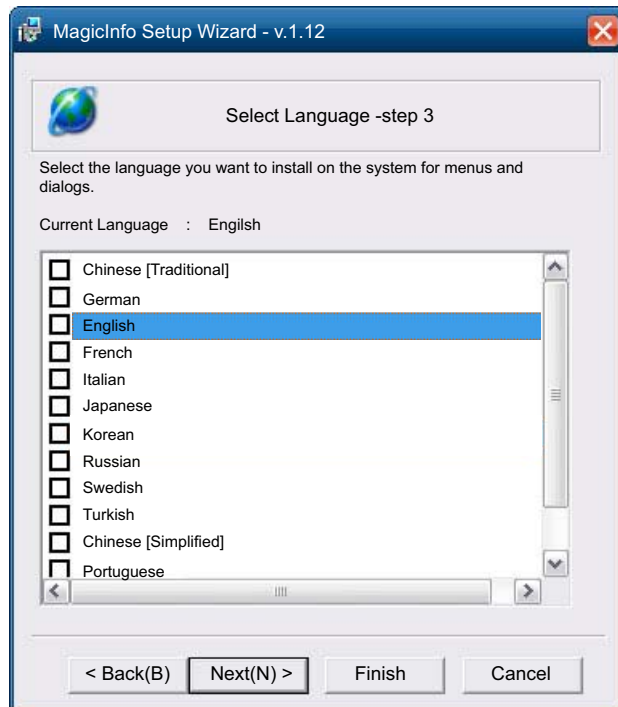 MagicInfo Setup Wizard - v.1.12
Select Language -step 3
Select the language you want to install on the system for menus and
dialogs.
Current Language : Engilsh
Chinese [Traditional]
German
English
French
Italian
Japanese
Korean
Russian
Swedish
Turkish
Chinese [Simplified]
Portuguese
< Back(B) Next(N) > Finish Cancel